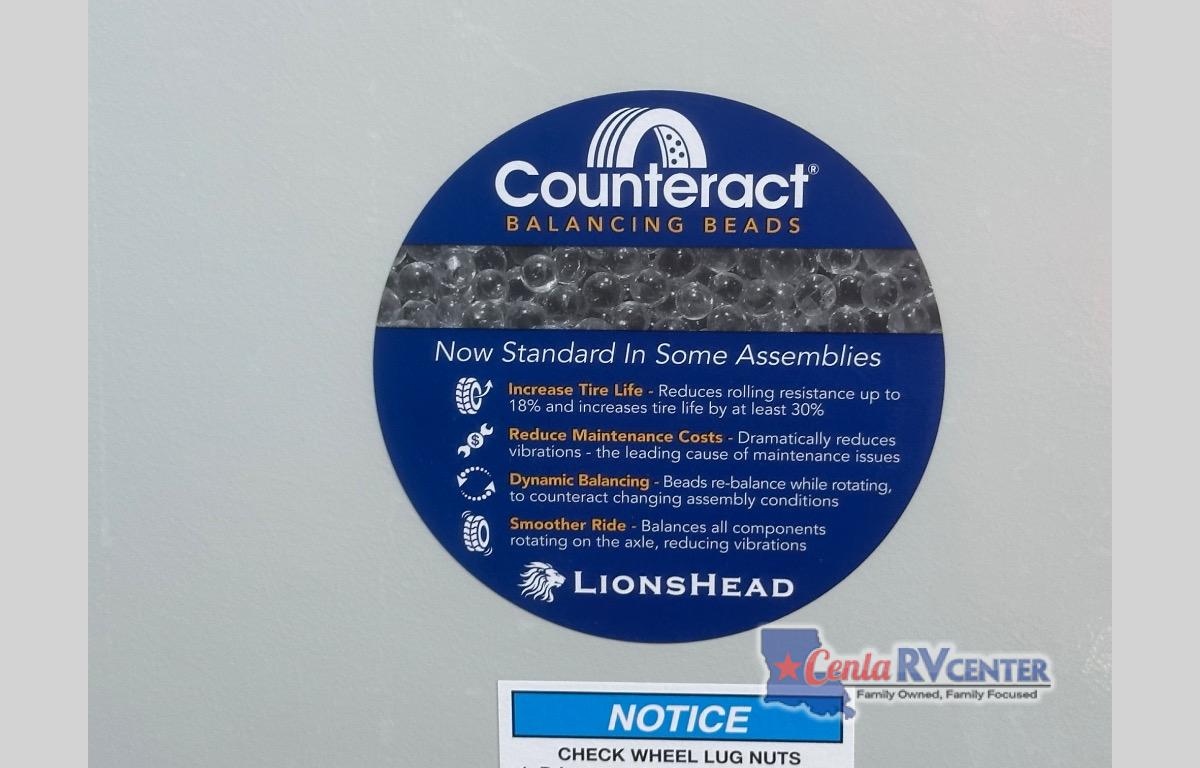 Counteract®
BALANCING BEADS
Now Standard In Some Assemblies
Increase Tire Life - Reduces rolling resistance up to
18% and increases tire life by at least 30%
Reduce Maintenance Costs - Dramatically reduces
vibrations - the leading cause of maintenance issues
Dynamic Balancing - Beads re-balance while rotating,
to counteract changing assembly conditions
Smoother Ride - Balances all components
rotating on the axle, reducing vibrations
LIONSHEAD
Cenla RV CENTER
Family Owned, Family Focused
NOTICE
CHECK WHEEL LUG NUTS